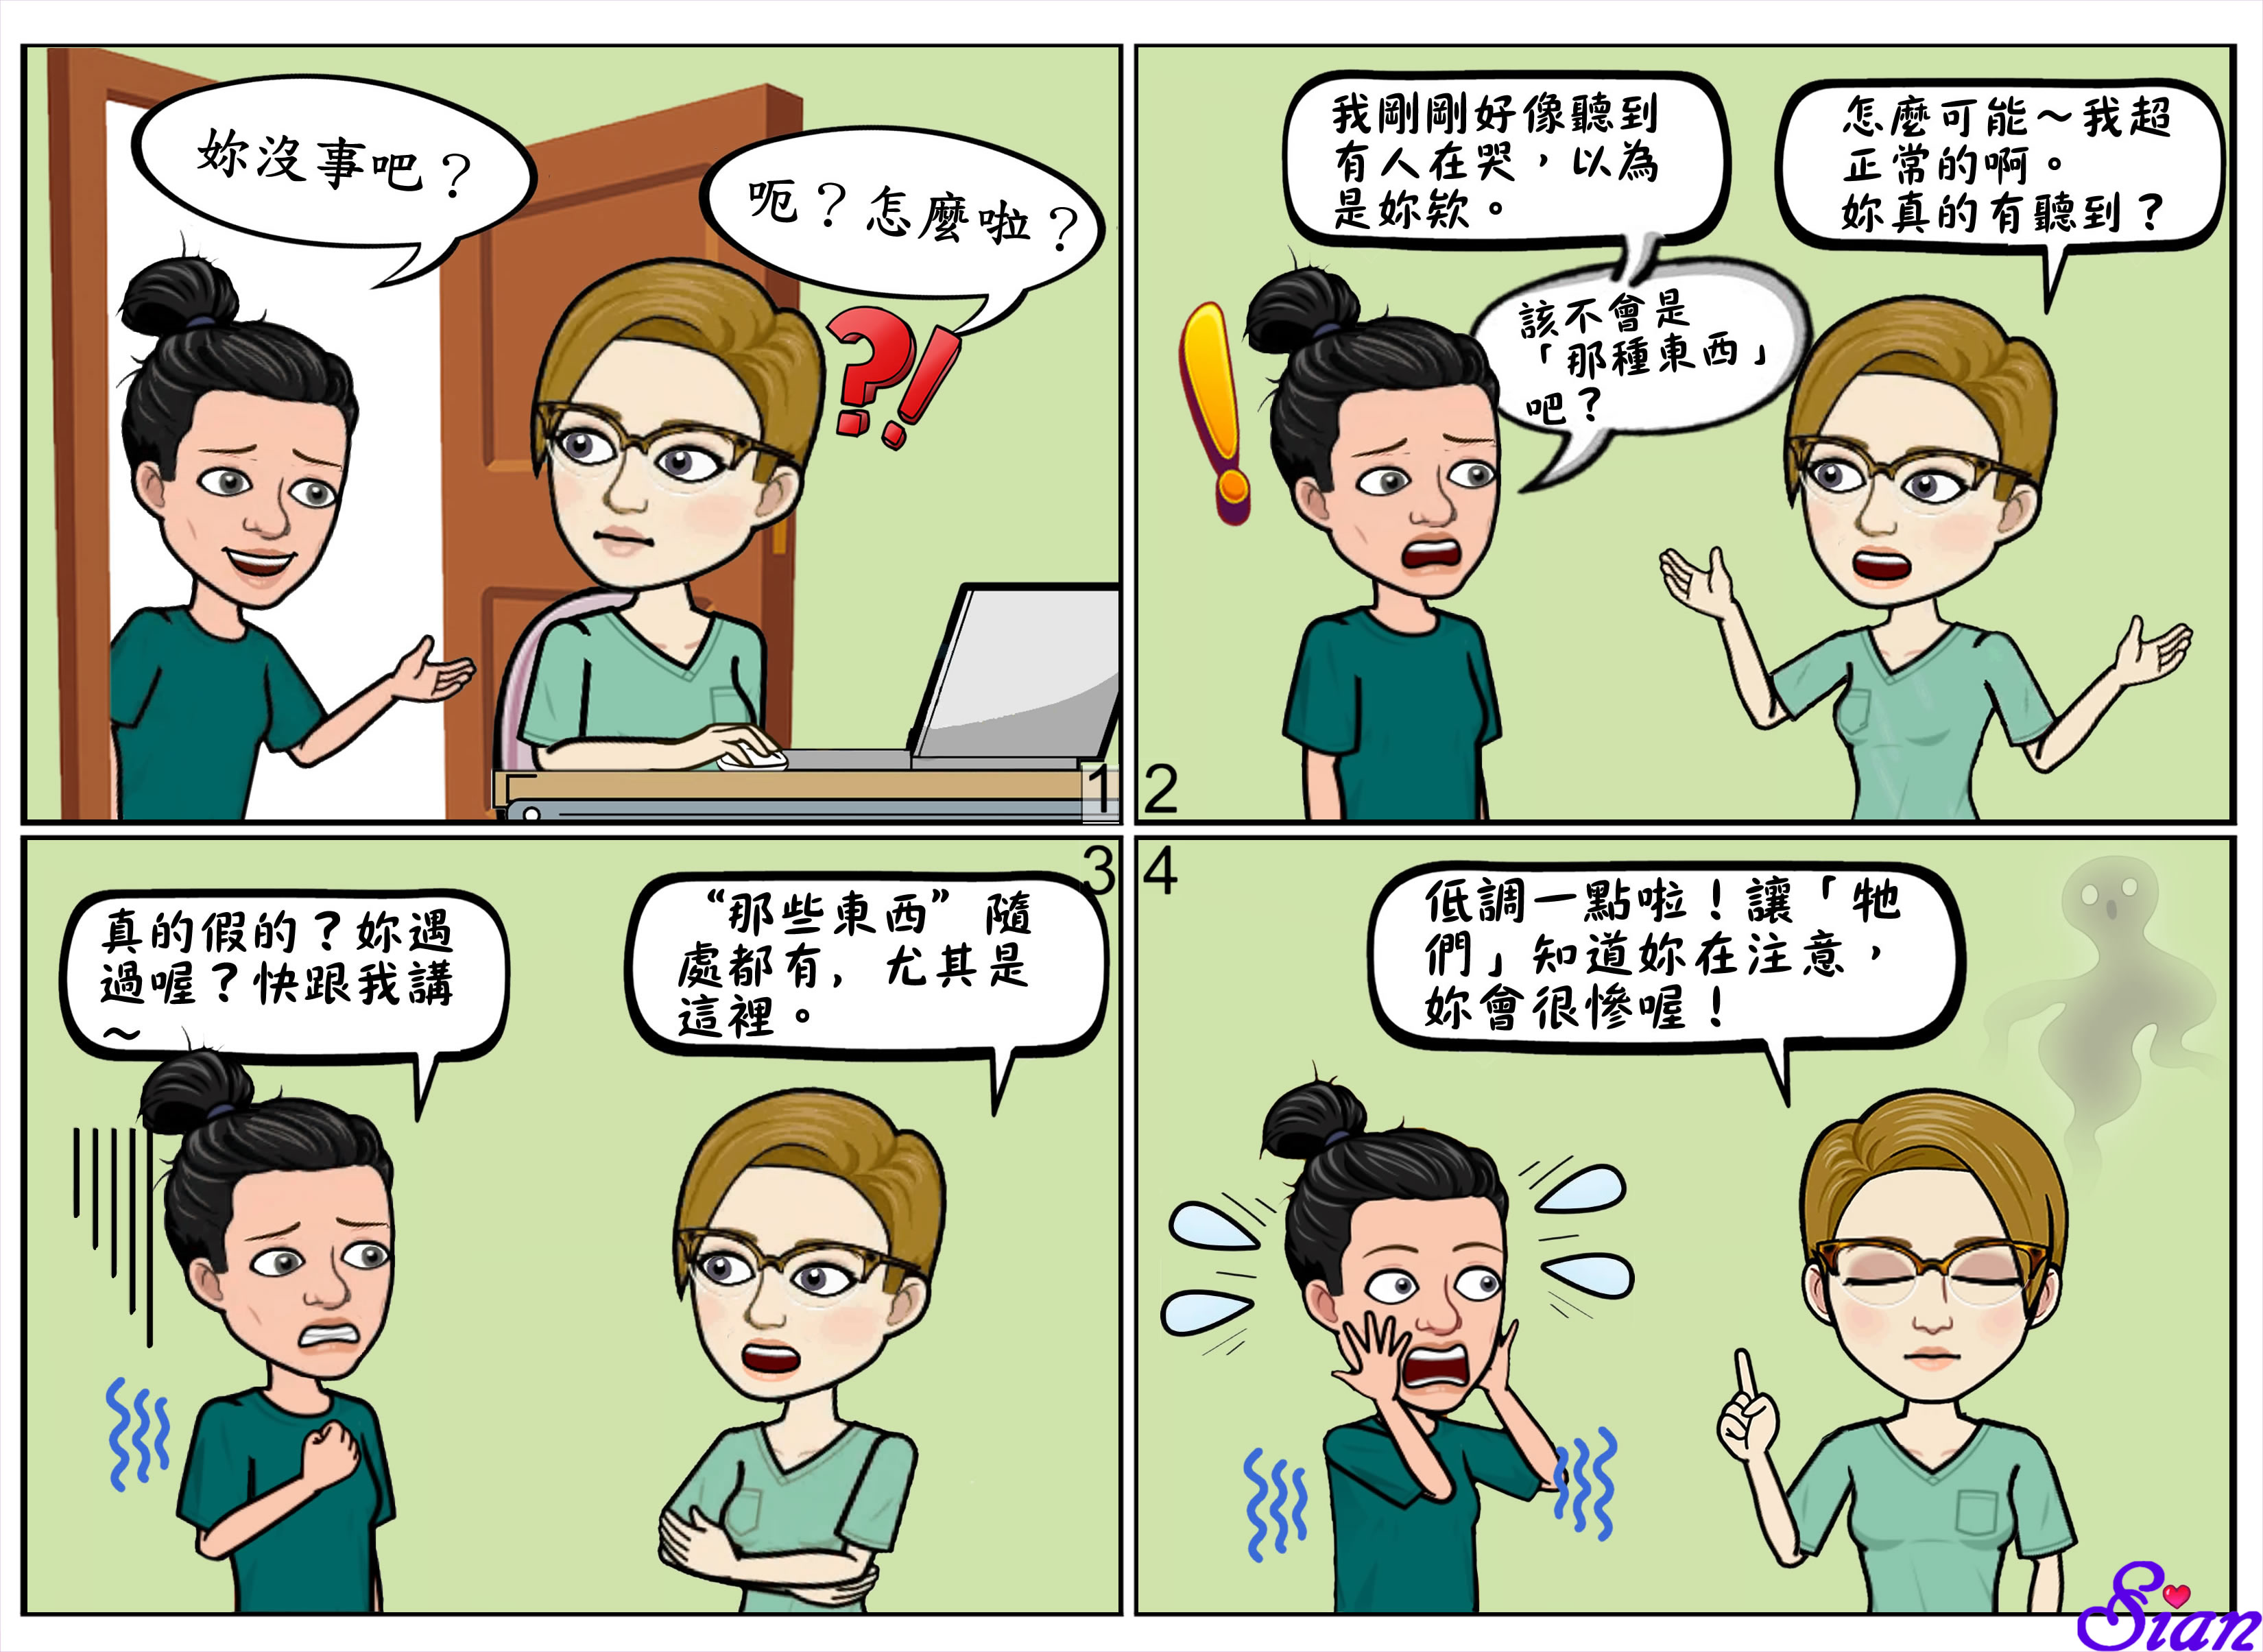 妳沒事吧？
呃？怎麼啦？
?!
1
我剛剛好像聽到
有人在哭，以為
是妳欸。
怎麼可能～我超
正常的啊。
妳真的有聽到？
該不會是
「那種東西」
吧？
2
真的假的？妳遇
過喔？快跟我講
～
“那些東西”隨
處都有，尤其是
這裡。
3
4
低調一點啦！讓「牠
們」知道妳在注意，
妳會很慘喔！
Sian